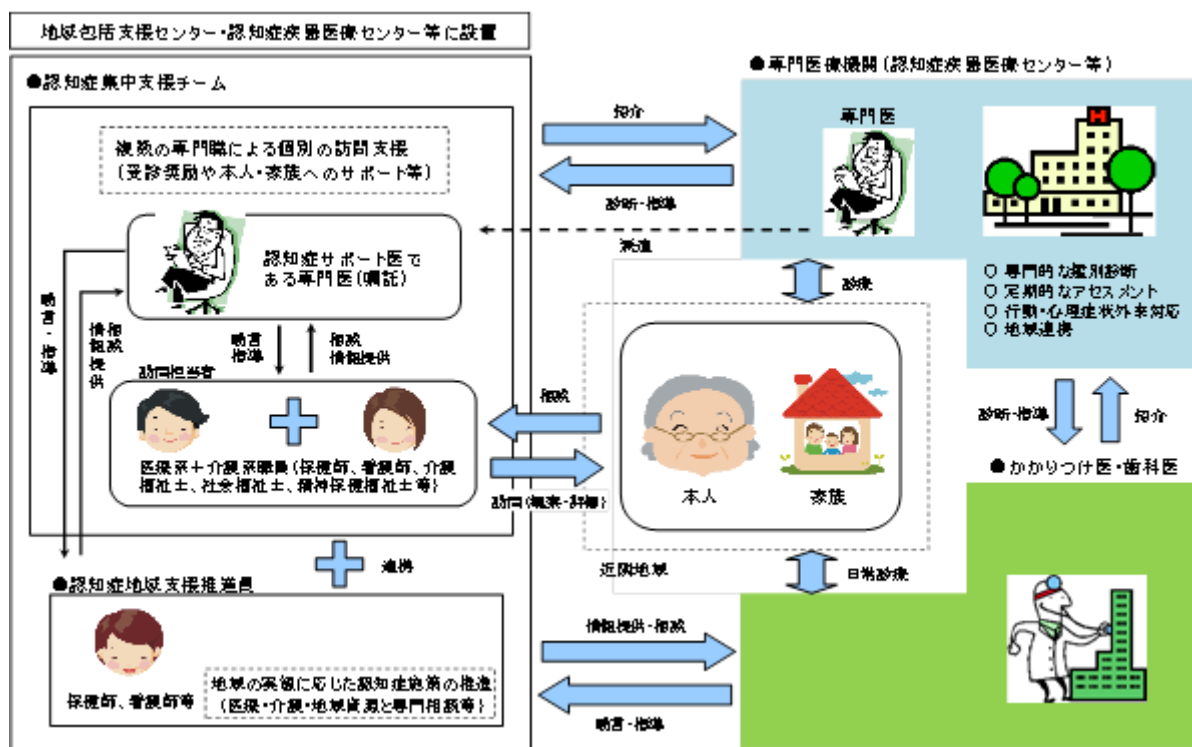 地域包括支援センター・認知症疾患医療センター等に設置
●認知症集中支援チーム
複数の専門職による個別の訪問支援
(受診奨励や本人・家族へのサポート等)
認知症サポート医で
ある専門医(嘱託)
助言・指導
相談
情報提供
助言
指導
相談
情報提供
訪問担当者
医療系+介護系職員(保健師、看護師、介護
福祉士、社会福祉士、精神保健福祉士等)
連携
●認知症地域支援推進員
保健師、看護師等
地域の実態に応じた認知症施策の推進
(医療・介護・地域資源と専門相談等)
紹介
診断・指導
派遣
相談
訪問(観察・評価)
情報提供・相談
助言・指導
●専門医療機関(認知症疾患医療センター等)
専門医
○ 専門的な鑑別診断
○ 定期的なアセスメント
○ 行動・心理症状外来対応
○ 地域連携
診療
本人
家族
近隣地域
日常診療
診断・指導
紹介
●かかりつけ医・歯科医